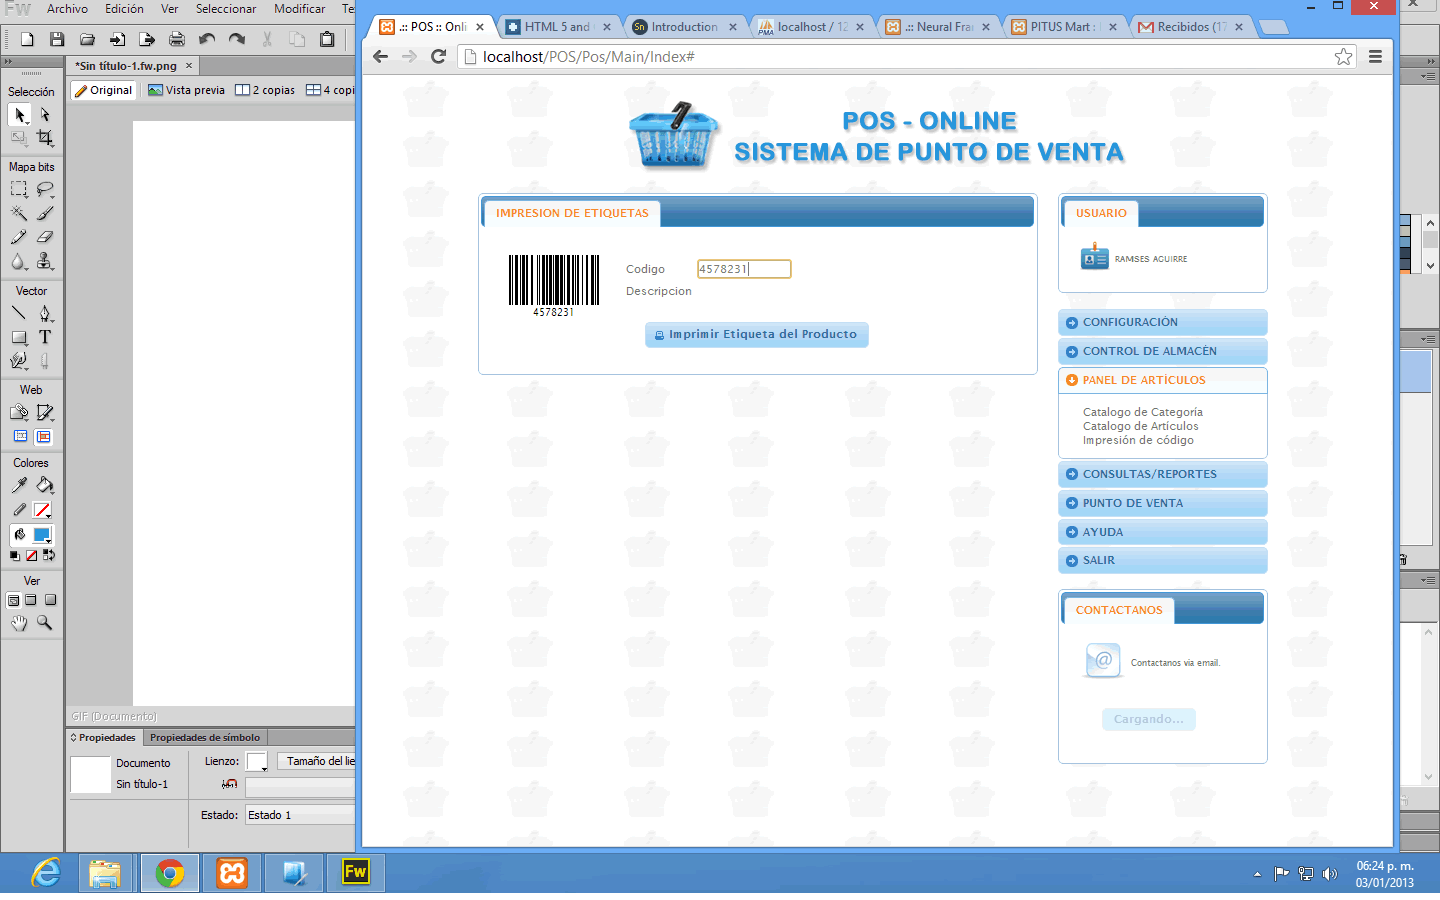 Fw
Archivo Edición Ver Seleccionar Modificar Te
*Sin título-1.fw.png ×
Original Vista previa 2 copias 4 copi
Selección
Mapa bits
Vector
T
Web
Colores
Ver
GIF (Documento)
Propiedades Propiedades de símbolo
Documento
Sin título-1
Lienzo:
Tamaño del lie
Estado: Estado 1
.:: POS :: Onli
HTML 5 and
Introduction
localhost / 12
.:: Neural Fra
PITUS Mart :
Recibidos (17
localhost/POS/Pos/Main/Index#
POS - ONLINE
SISTEMA DE PUNTO DE VENTA
IMPRESION DE ETIQUETAS
4578231
Codigo 4578231
Descripcion
Imprimir Etiqueta del Producto
USUARIO
RAMSES AGUIRRE
CONFIGURACIÓN
CONTROL DE ALMACÉN
PANEL DE ARTÍCULOS
Catalogo de Categoría
Catalogo de Artículos
Impresión de código
CONSULTAS/REPORTES
PUNTO DE VENTA
AYUDA
SALIR
CONTACTANOS
Contactanos via email.
Cargando...
Fw
06:24 p. m.
03/01/2013